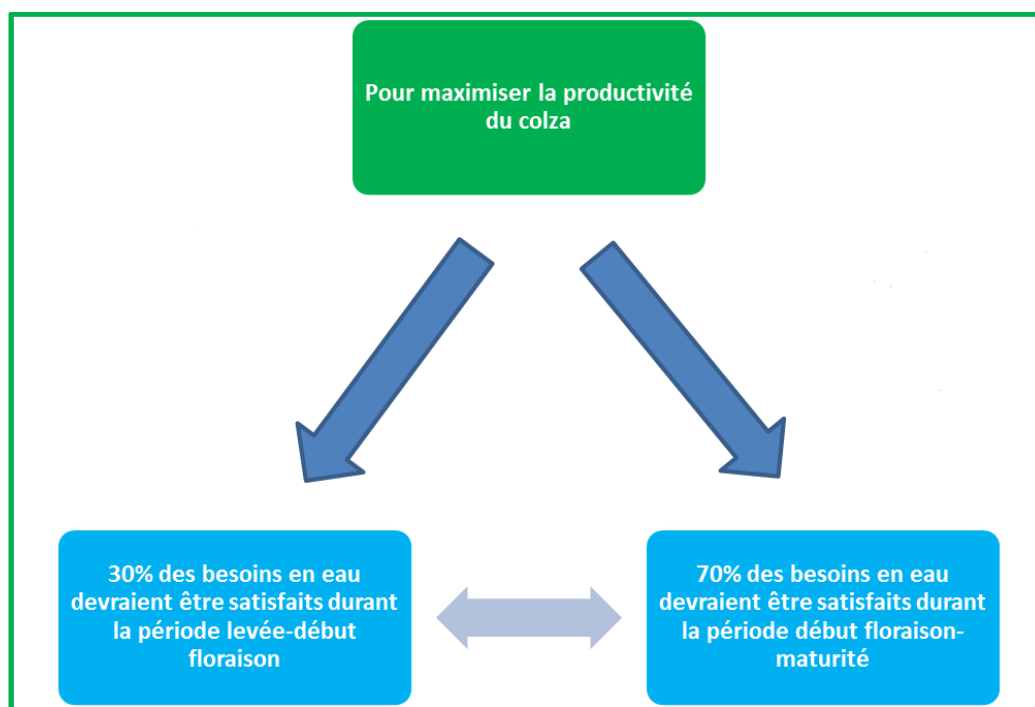 Pour maximiser la productivité
du colza
30% des besoins en eau
devraient être satisfaits durant
la période levée-début
floraison
70% des besoins en eau
devraient être satisfaits durant
la période début floraison-
maturité